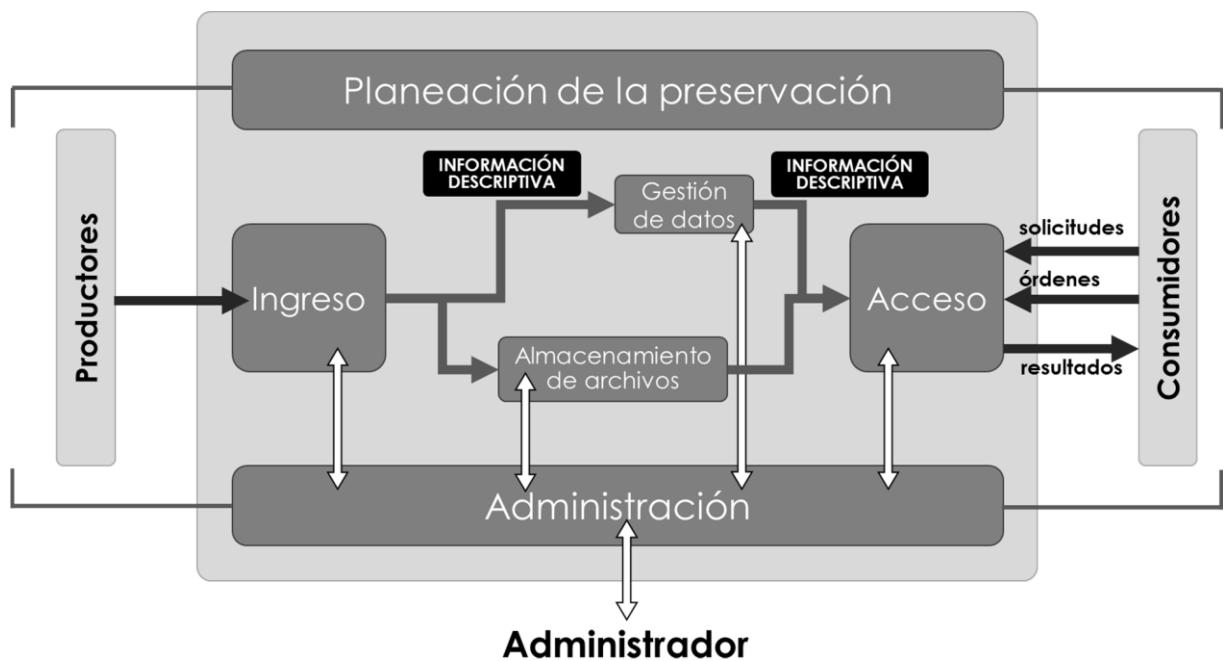 Planeación de la preservación
INFORMACIÓN
DESCRIPTIVA
INFORMACIÓN
DESCRIPTIVA
Gestión
de datos
Productores
Ingreso
Acceso
solicitudes
órdenes
resultados
Consumidores
Almacenamiento
de archivos
Administración
Administrador